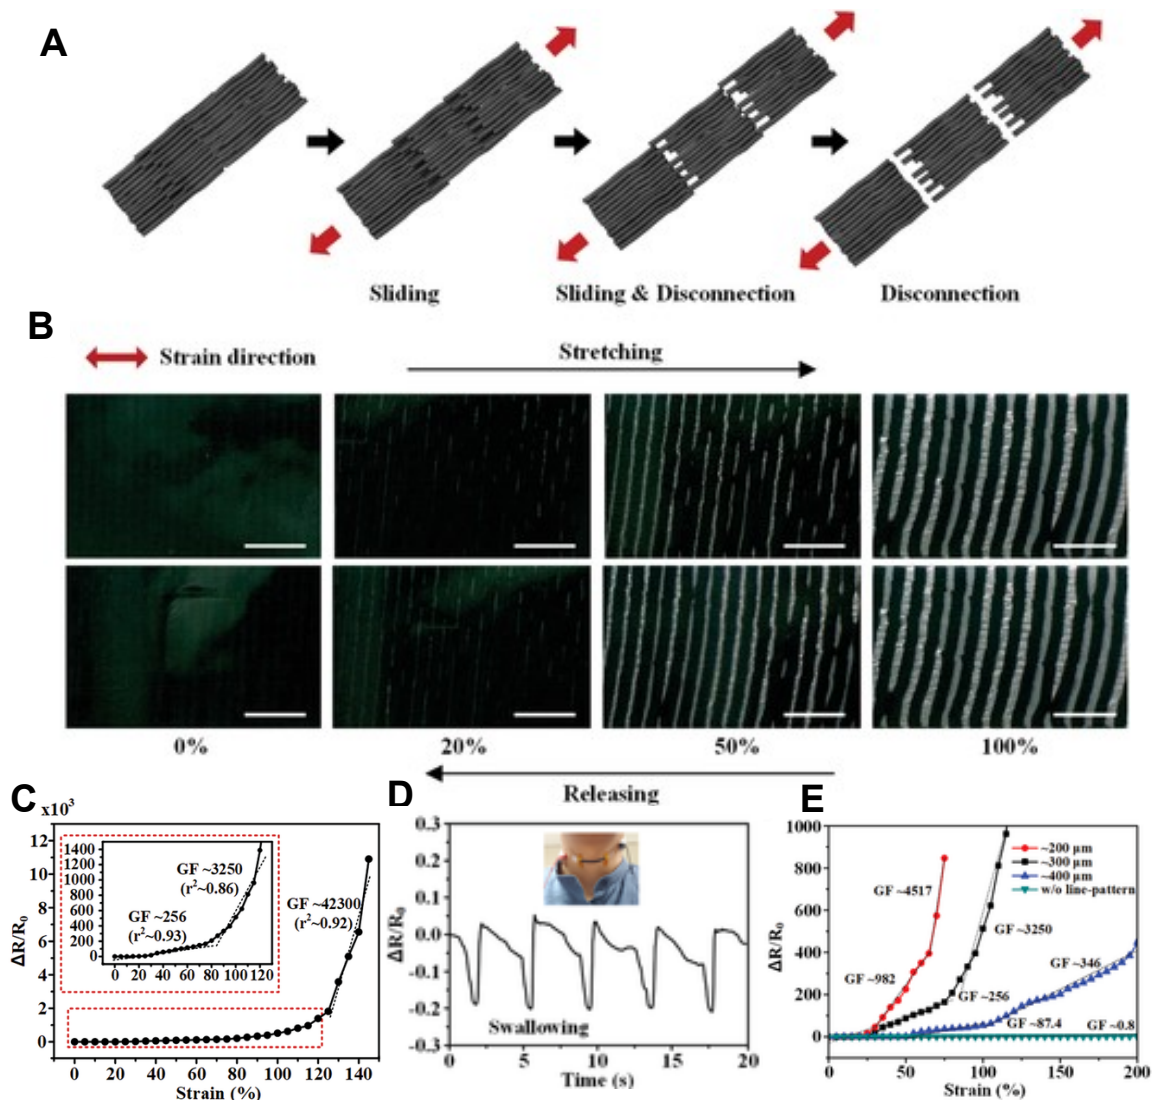 A
Sliding
Sliding & Disconnection
Disconnection
B
Strain direction
Stretching
0%
20%
50%
100%
Releasing
C
x10³
12
10
8
6
4
2
0
ΔR/R₀
1400
1200
1000
800
600
400
200
0
GF ~3250
(r²~0.86)
GF ~256
(r²~0.93)
0 20 40 60 80 100 120
GF ~42300
(r²~0.92)
0 20 40 60 80 100 120 140
Strain (%)
D
0.3
0.2
0.1
0.0
-0.1
-0.2
-0.3
ΔR/R₀
Swallowing
0 5 10 15 20
Time (s)
E
1000
800
600
400
200
0
ΔR/R₀
~200 µm
~300 µm
~400 µm
w/o line-pattern
GF ~4517
GF ~3250
GF ~982
GF ~346
GF ~256
GF ~87.4
GF ~0.8
0 50 100 150 200
Strain (%)